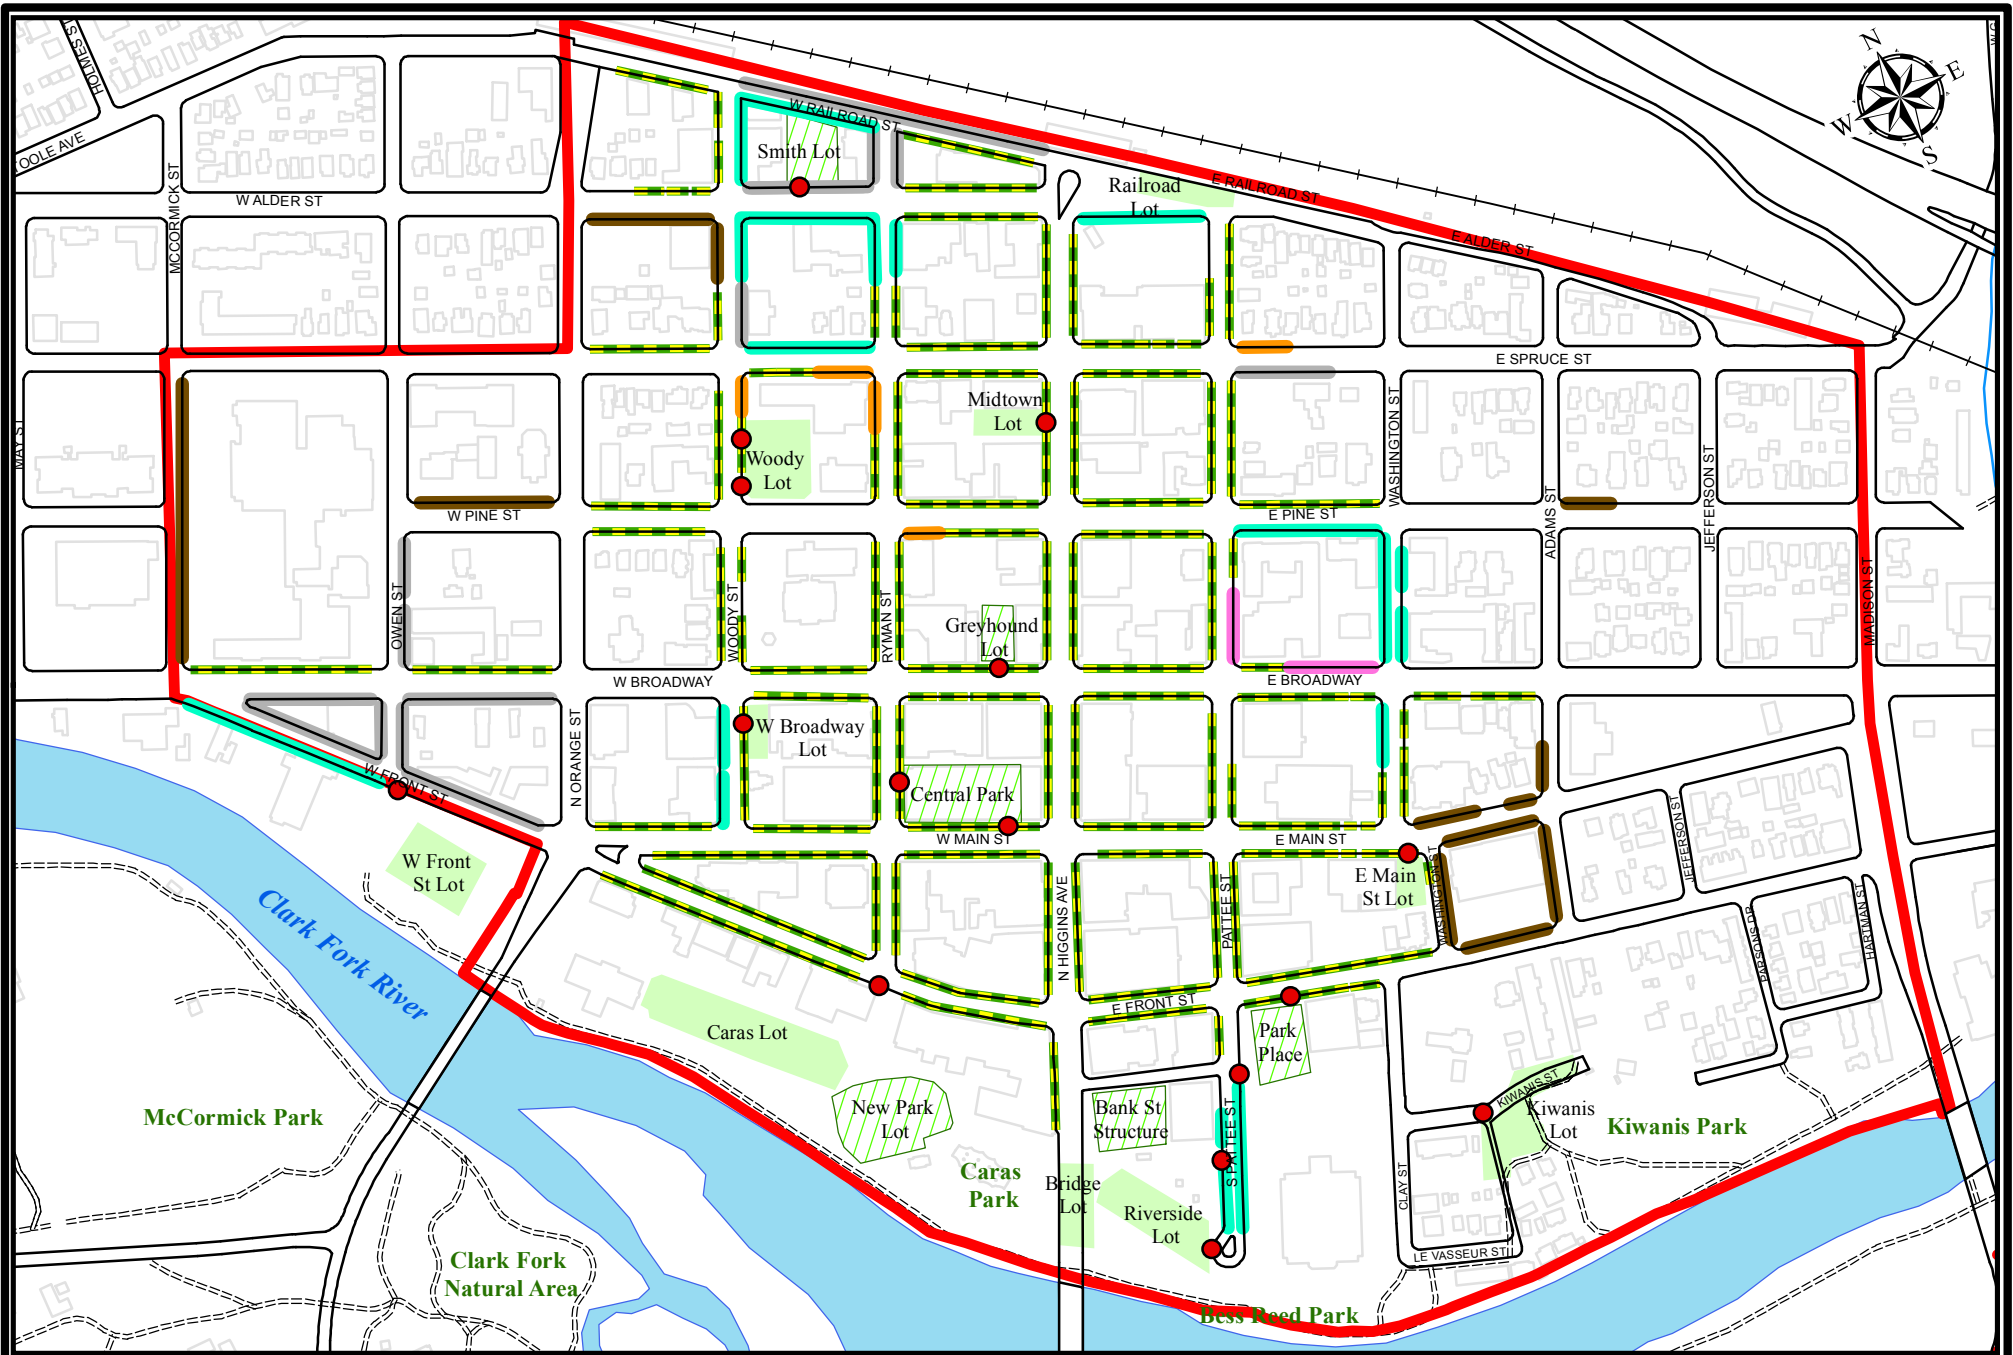 HOLMES ST
N
E
W
S
TOOLE AVE
W RAILROAD ST
Smith Lot
MCCORMICK ST
W ALDER ST
Railroad
Lot
E RAILROAD ST
E ALDER ST
E SPRUCE ST
MAY ST
Midtown
Lot
WASHINGTON ST
Woody
Lot
JEFFERSON ST
W PINE ST
E PINE ST
ADAMS ST
OWEN ST
WOODY ST
RYMAN ST
Greyhound
Lot
MADISON ST
W BROADWAY
E BROADWAY
N ORANGE ST
W Broadway
Lot
W FRONT ST
Central Park
W MAIN ST
E MAIN ST
JEFFERSON ST
W Front
St Lot
E Main
St Lot
WASHINGTON ST
Clark Fork River
N HIGGINS AVE
PATTEE ST
PARSONS DR
HARTMAN ST
E FRONT ST
Caras Lot
Park
Place
KIWANIS ST
McCormick Park
New Park
Lot
Bank St
Structure
S PATTEE ST
Kiwanis
Lot
Kiwanis Park
Caras
Park
Bridge
Lot
CLAY ST
Riverside
Lot
LE VASSEUR ST
Clark Fork
Natural Area
Bess Reed Park